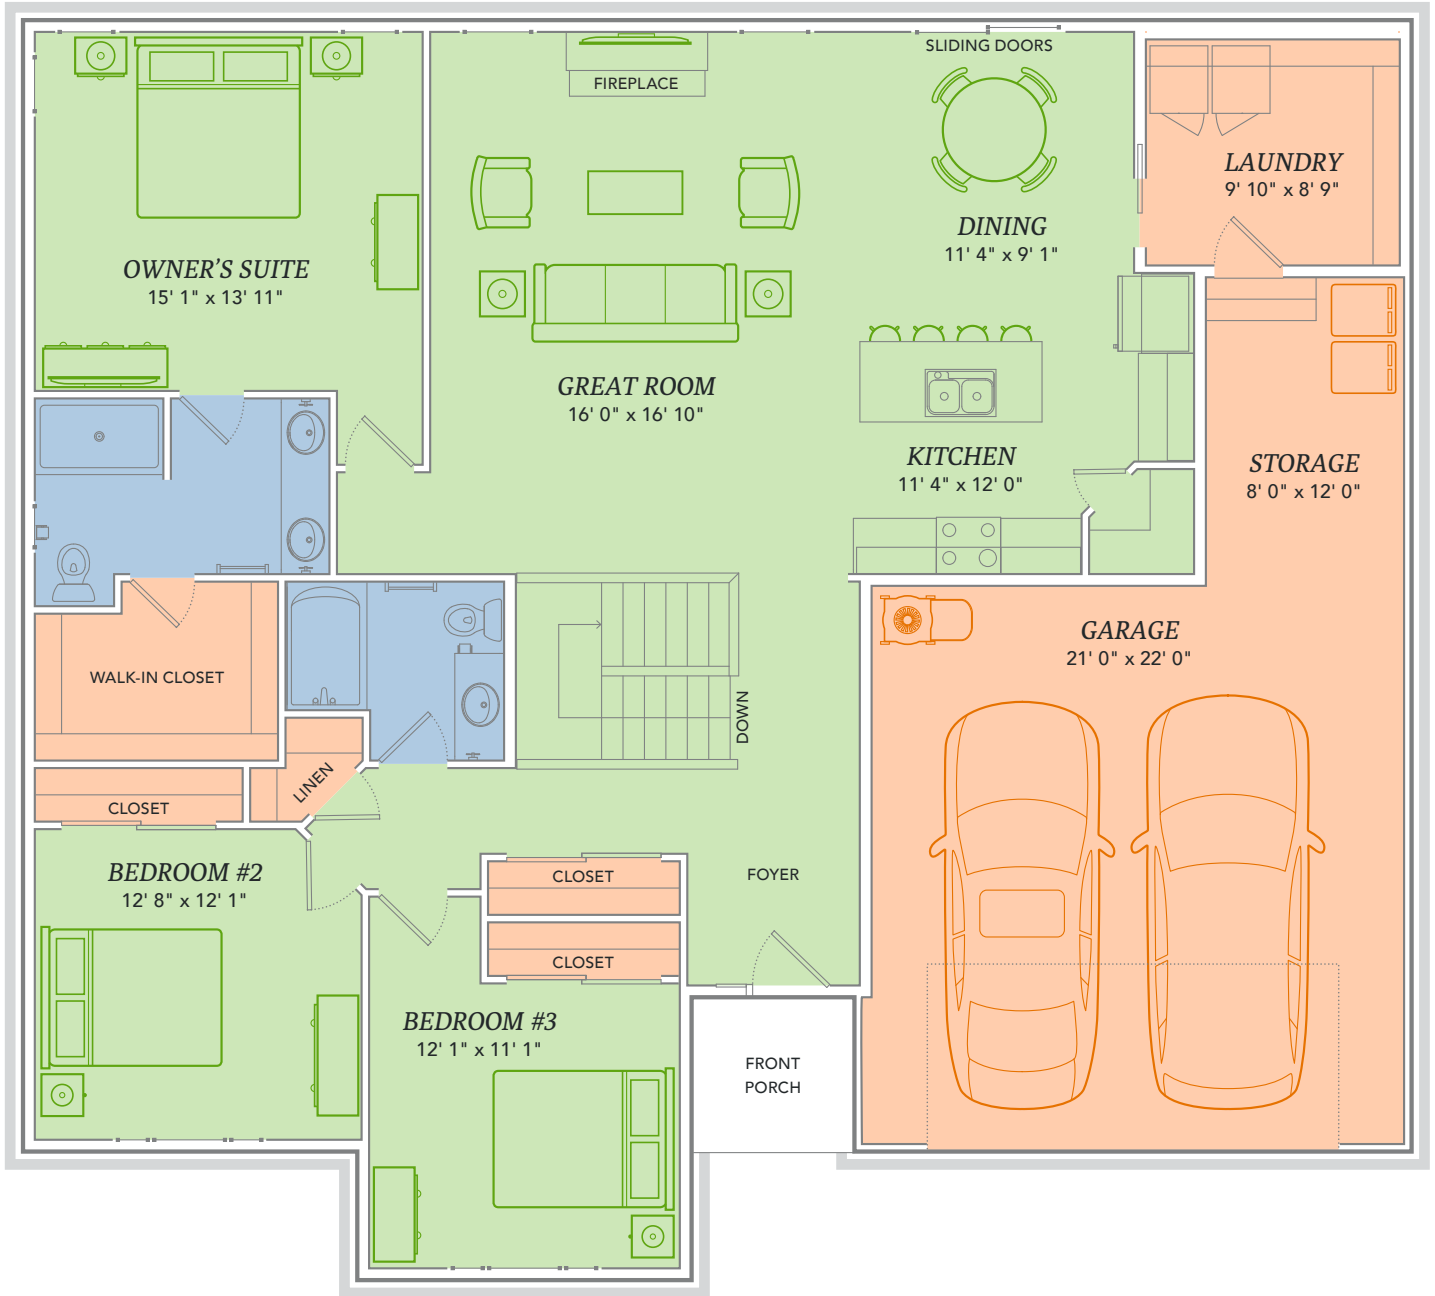 SLIDING DOORS
FIREPLACE
LAUNDRY
9' 10" x 8' 9"
DINING
11' 4" x 9' 1"
OWNER'S SUITE
15' 1" x 13' 11"
GREAT ROOM
16' 0" x 16' 10"
KITCHEN
11' 4" x 12' 0"
STORAGE
8' 0" x 12' 0"
GARAGE
21' 0" x 22' 0"
WALK-IN CLOSET
DOWN
LINEN
CLOSET
BEDROOM #2
12' 8" x 12' 1"
CLOSET
FOYER
CLOSET
BEDROOM #3
12' 1" x 11' 1"
FRONT
PORCH